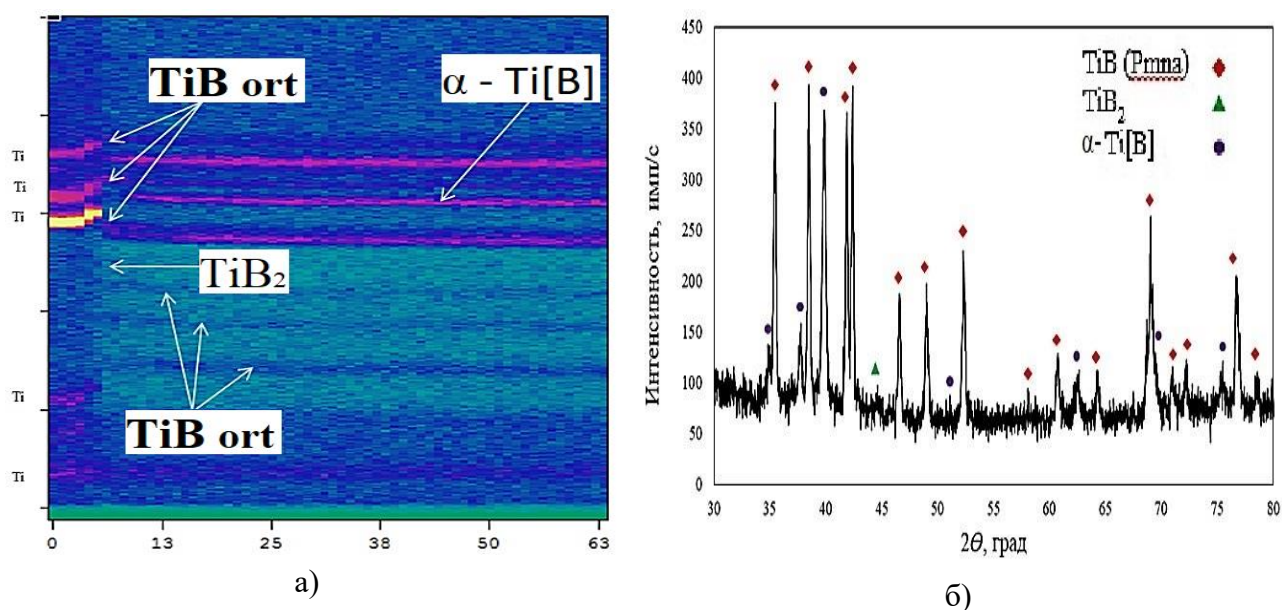 TiB ort
α - Ti[B]
Ti
Ti
Ti
TiB₂
TiB ort
Ti
Ti
0 13 25 38 50 63
а)
450
400
350
300
250
200
150
100
50
0
Интенсивность, имп/с
TiB (Pmna)
TiB₂
α- Ti[B]
30 35 40 45 50 55 60 65 70 75 80
2θ, град
б)